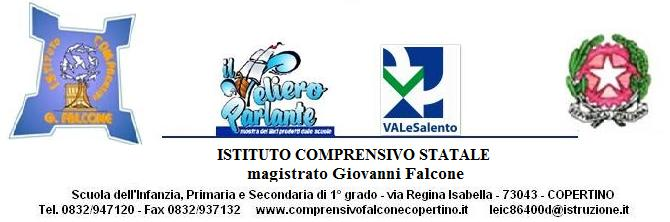 ISTITUTO COMPRENSIVO
G. FALCONE
il
Veliero
Parlante
mostra dei libri prodotti dalle scuole
VALeSalento
ISTITUTO COMPRENSIVO STATALE
magistrato Giovanni Falcone
Scuola dell'Infanzia, Primaria e Secondaria di 1° grado - via Regina Isabella - 73043 - COPERTINO
Tel. 0832/947120 - Fax 0832/937132 www.comprensivofalconecopertino.it leic86400d@istruzione.it